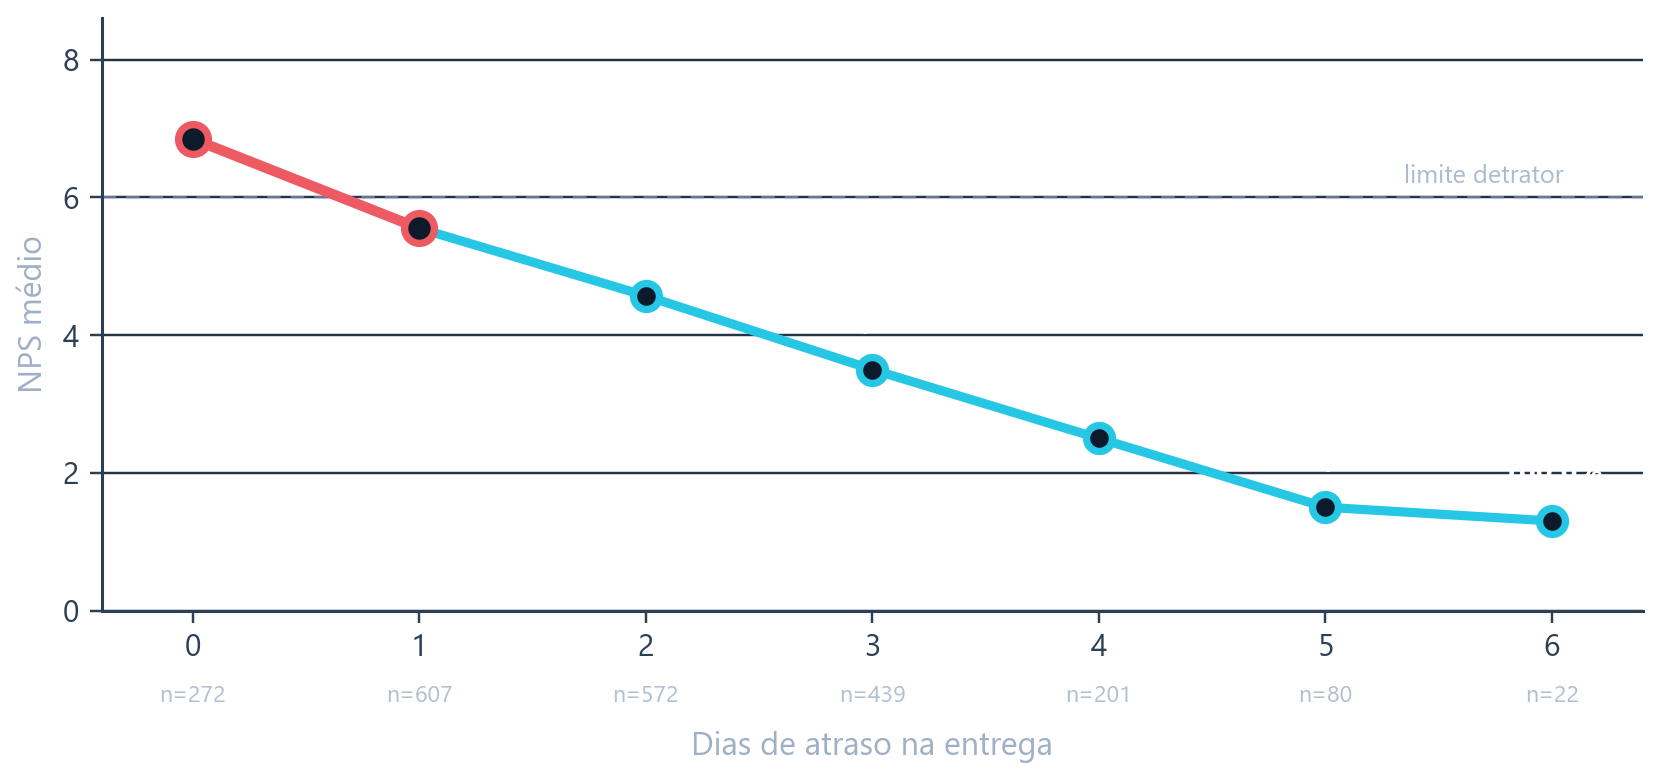 8
limite detrator
6
NPS médio
4
2
0
0 1 2 3 4 5 6
n=272 n=607 n=572 n=439 n=201 n=80 n=22
Dias de atraso na entrega